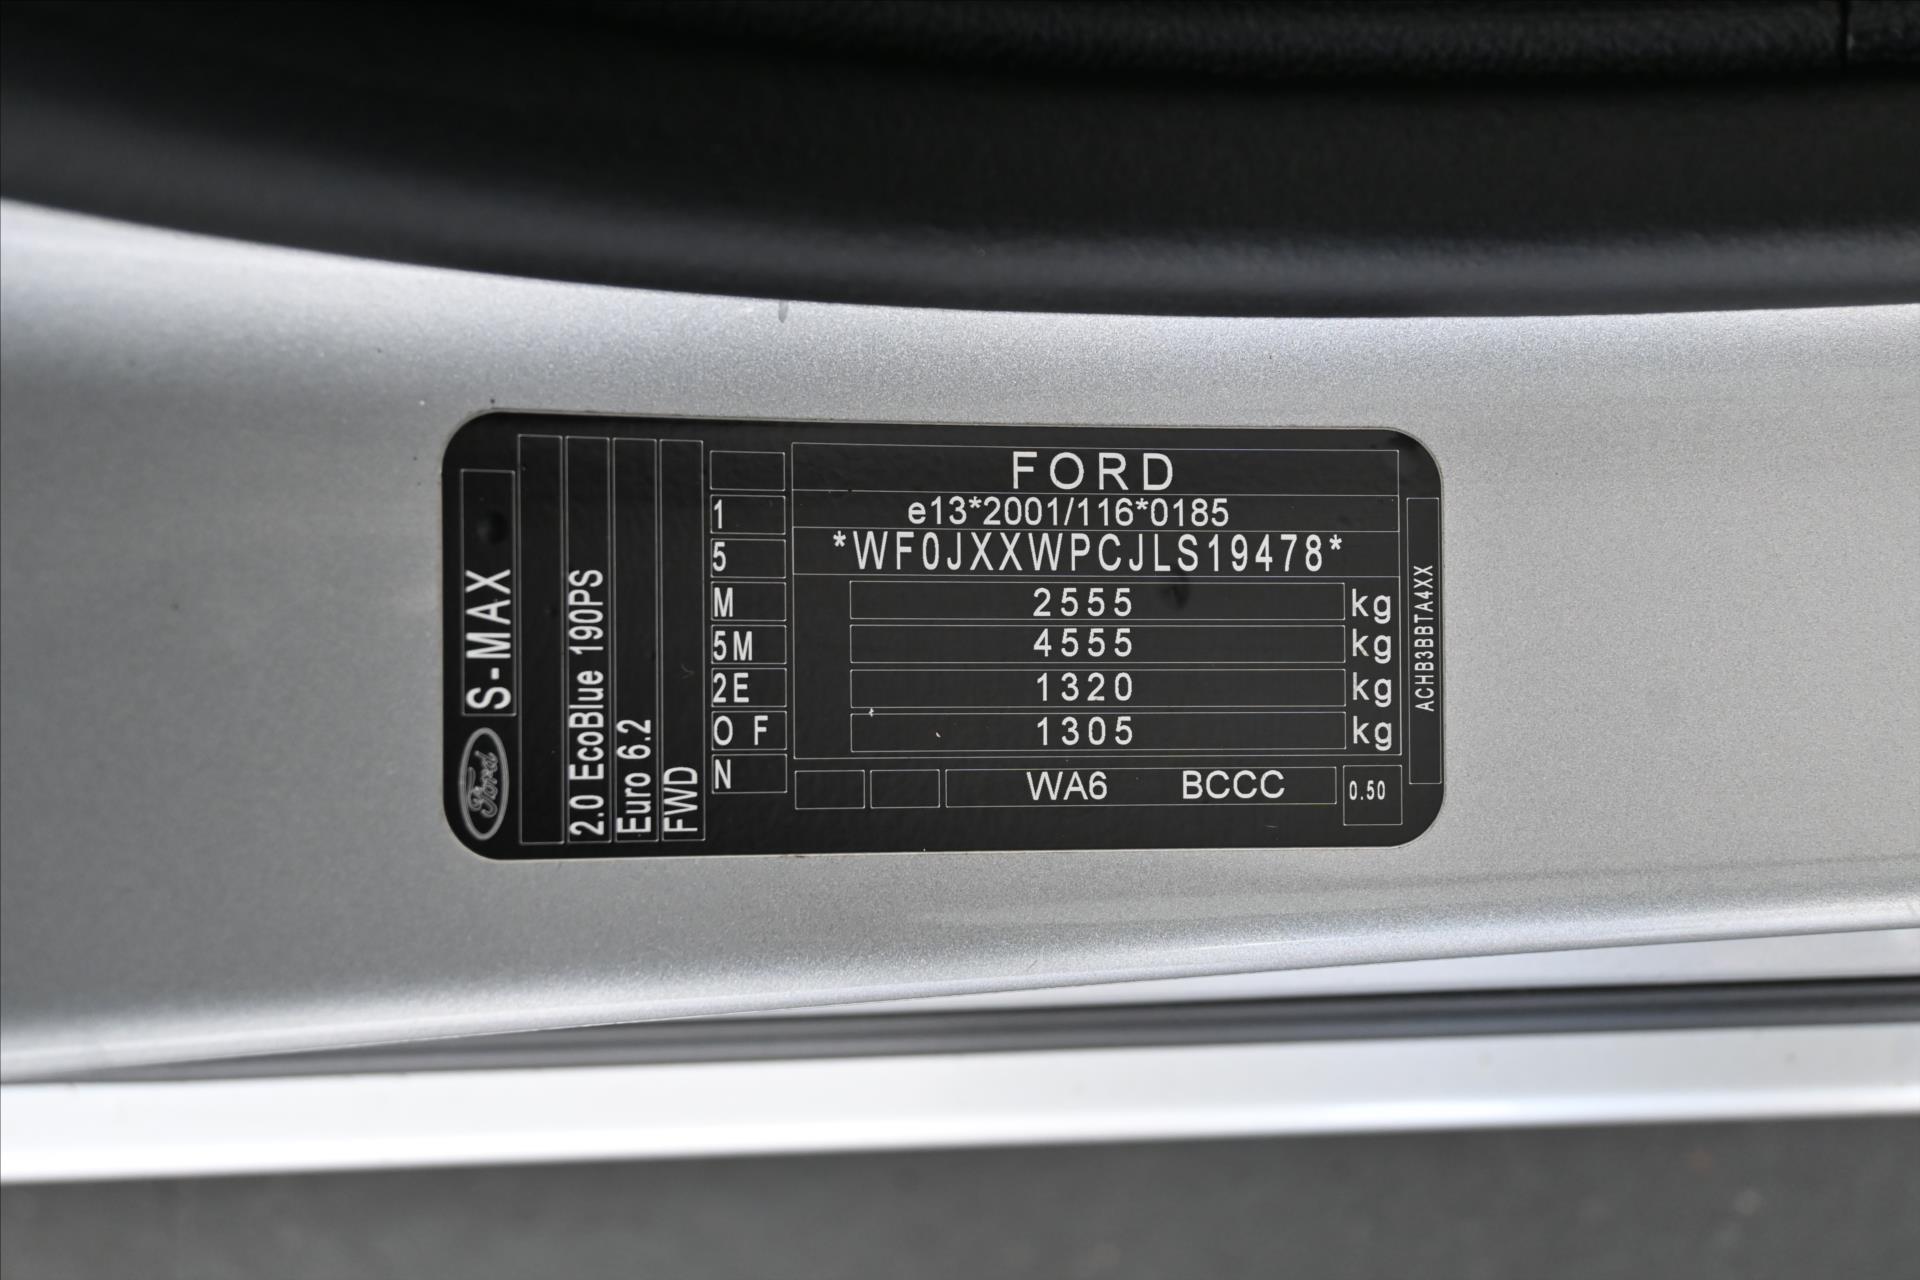 Ford
S-MAX
2.0 EcoBlue 190PS
Euro 6.2
FWD
FORD
1 e13*2001/116*0185
5 *WF0JXXWPCJLS19478*
M 2555 kg
5M 4555 kg
2E 1320 kg
O F 1305 kg
N WA6 BCCC 0.50
ACHB3BBTA4XX